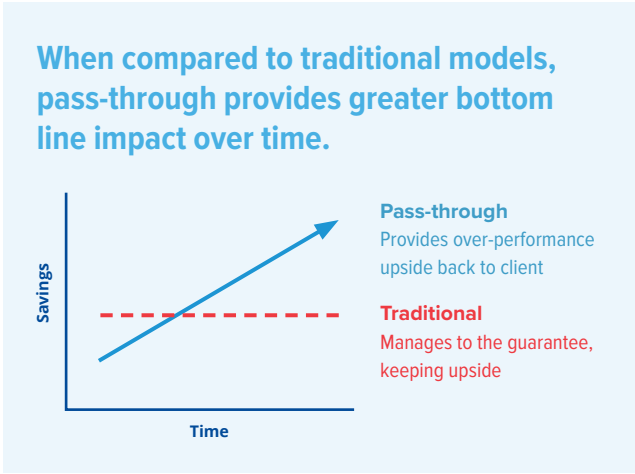 When compared to traditional models,
pass-through provides greater bottom
line impact over time.
Savings
Time
Pass-through
Provides over-performance
upside back to client
Traditional
Manages to the guarantee,
keeping upside